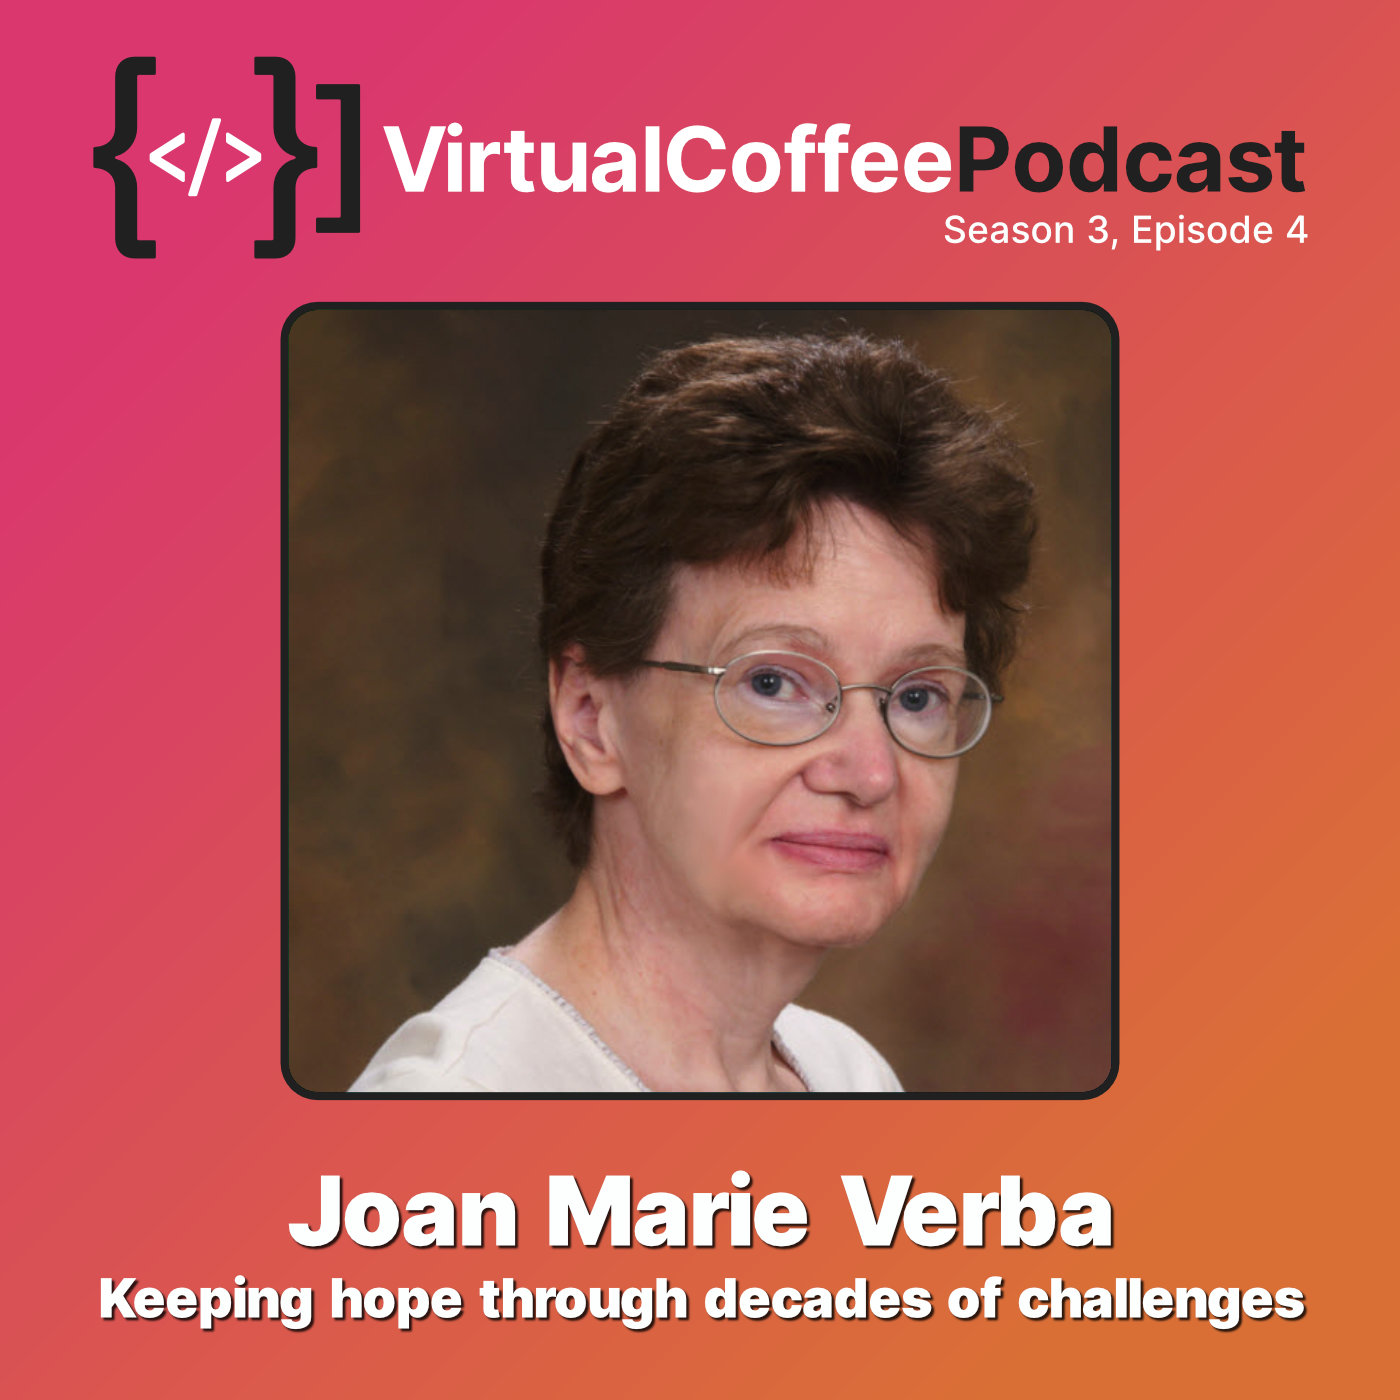 {</>}] VirtualCoffeePodcast
Season 3, Episode 4
Joan Marie Verba
Keeping hope through decades of challenges